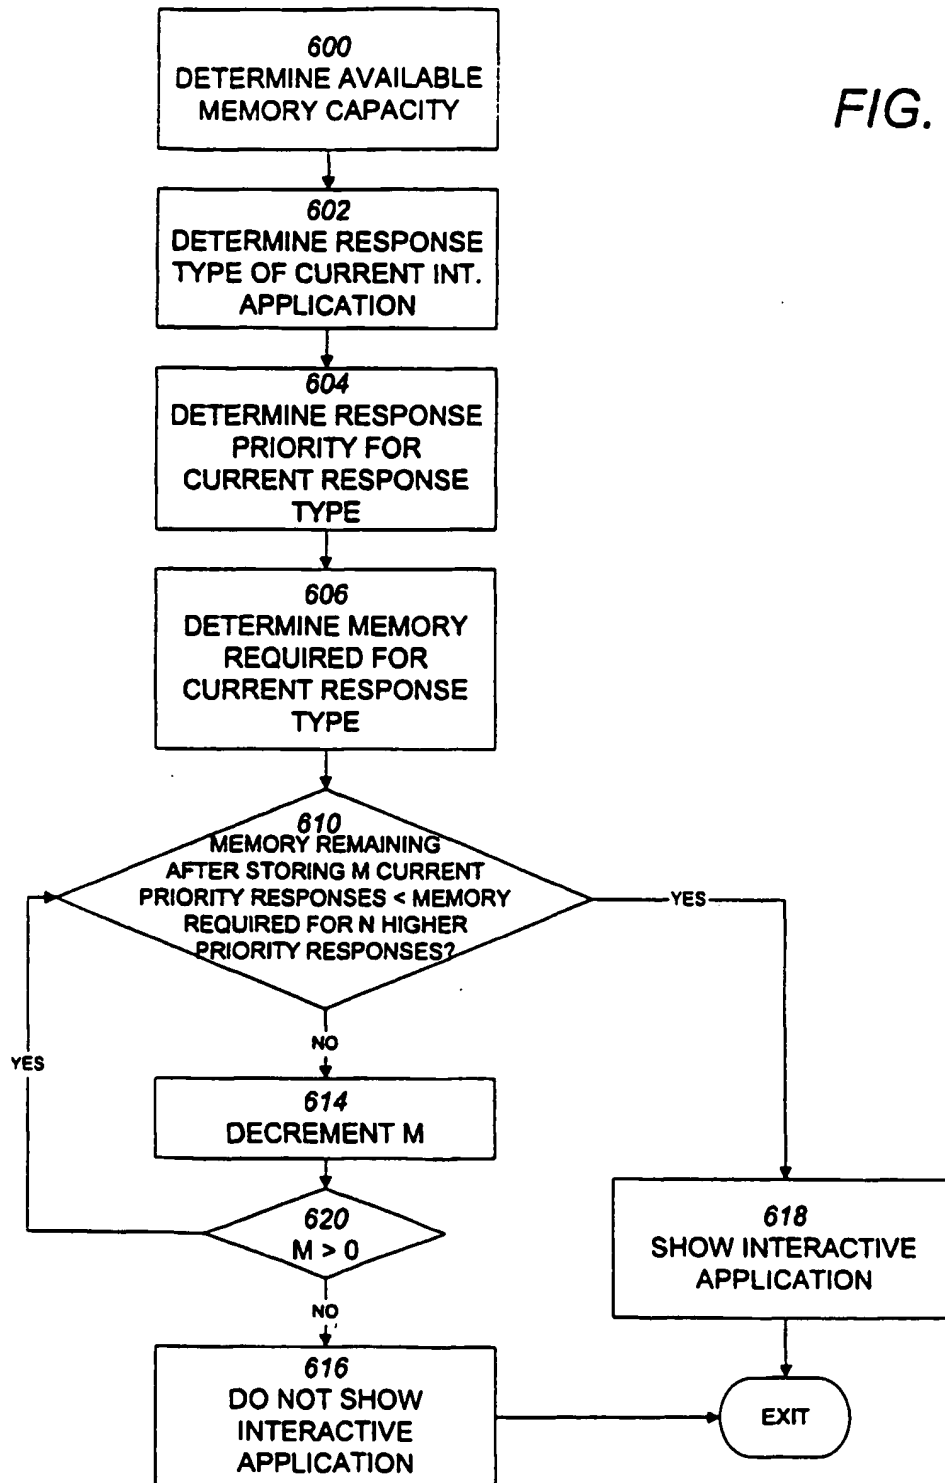 600
DETERMINE AVAILABLE
MEMORY CAPACITY
FIG.
602
DETERMINE RESPONSE
TYPE OF CURRENT INT.
APPLICATION
604
DETERMINE RESPONSE
PRIORITY FOR
CURRENT RESPONSE
TYPE
606
DETERMINE MEMORY
REQUIRED FOR
CURRENT RESPONSE
TYPE
610
MEMORY REMAINING
AFTER STORING M CURRENT
PRIORITY RESPONSES < MEMORY
REQUIRED FOR N HIGHER
PRIORITY RESPONSES?
YES
NO
YES
614
DECREMENT M
620
M > 0
618
SHOW INTERACTIVE
APPLICATION
NO
616
DO NOT SHOW
INTERACTIVE
APPLICATION
EXIT